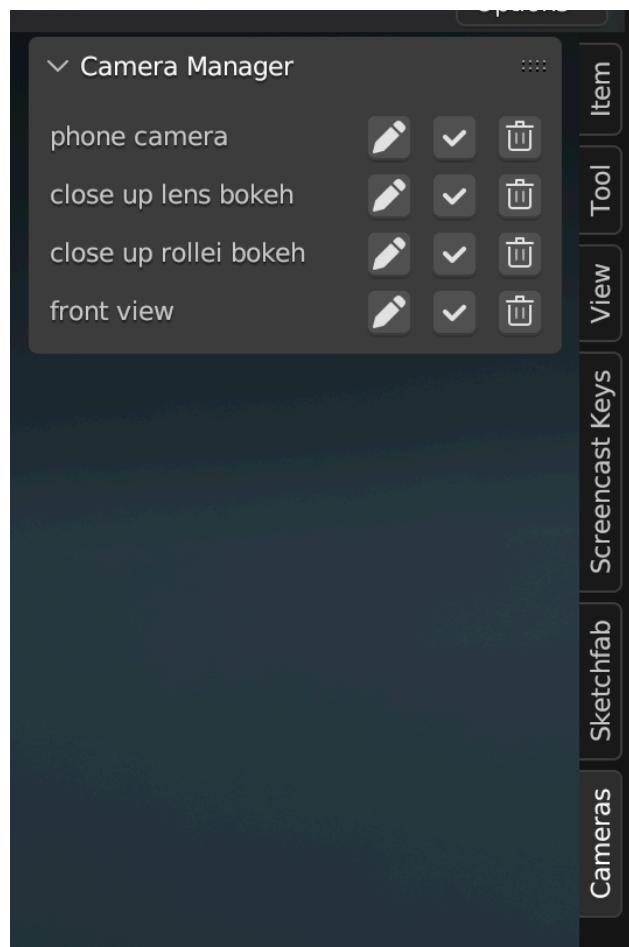 Options
Camera Manager
phone camera
close up lens bokeh
close up rollei bokeh
front view
Item
Tool
View
Screencast Keys
Sketchfab
Cameras